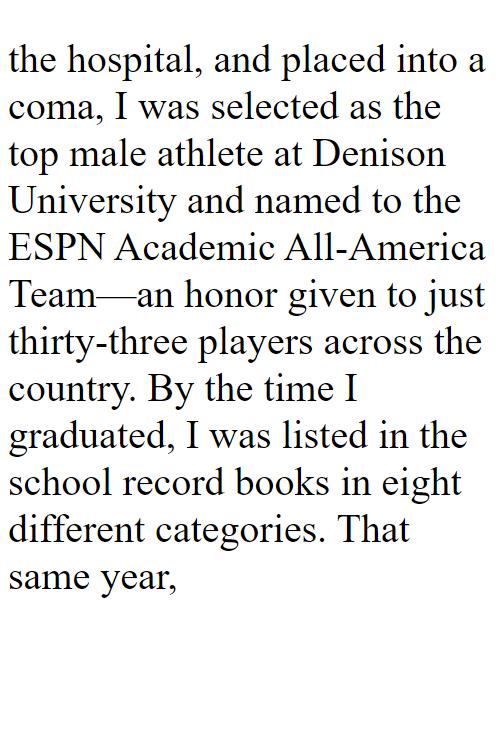 the hospital, and placed into a
coma, I was selected as the
top male athlete at Denison
University and named to the
ESPN Academic All-America
Team—an honor given to just
thirty-three players across the
country. By the time I
graduated, I was listed in the
school record books in eight
different categories. That
same year,